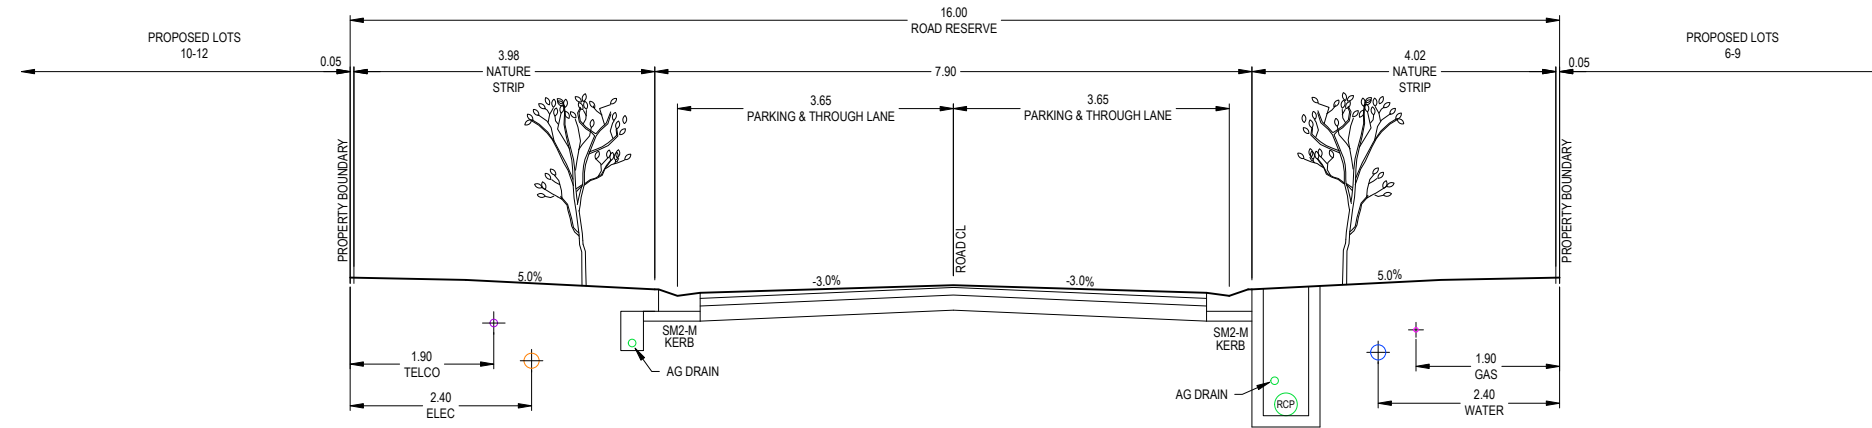 16.00
ROAD RESERVE
PROPOSED LOTS
10-12
PROPOSED LOTS
6-9
0.05
3.98
NATURE
STRIP
7.90
4.02
NATURE
STRIP
0.05
3.65
PARKING & THROUGH LANE
3.65
PARKING & THROUGH LANE
PROPERTY BOUNDARY
ROAD CL
PROPERTY BOUNDARY
5.0%
-3.0%
-3.0%
5.0%
SM2-M
KERB
SM2-M
KERB
1.90
TELCO
AG DRAIN
1.90
GAS
2.40
ELEC
AG DRAIN
RCP
2.40
WATER